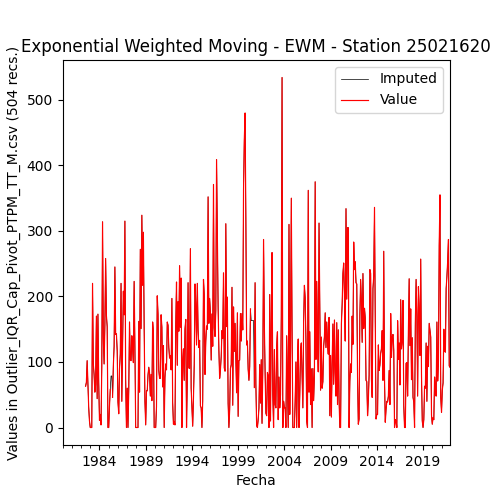 Exponential Weighted Moving - EWM - Station 25021620
Imputed
Value
Values in Outlier_IQR_Cap_Pivot_PTPM_TT_M.csv (504 recs.)
500
400
300
200
100
0
1984 1989 1994 1999 2004 2009 2014 2019
Fecha